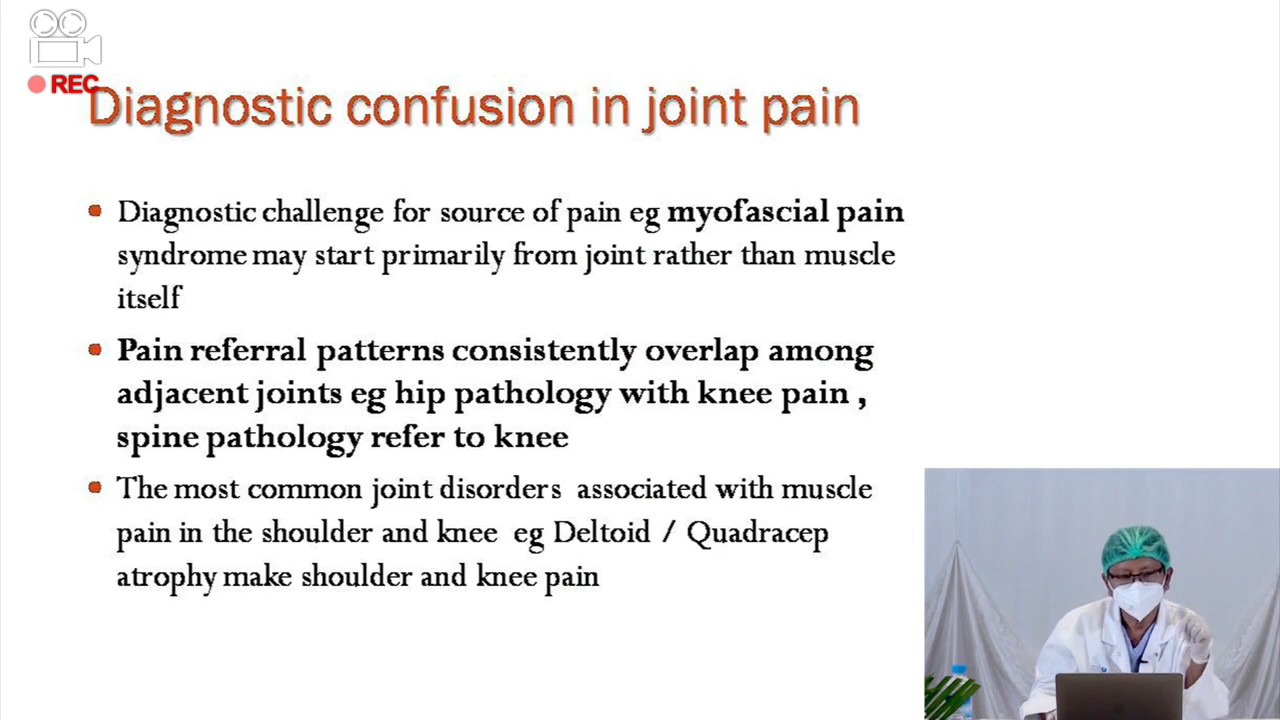 REC
Diagnostic confusion in joint pain
Diagnostic challenge for source of pain eg myofascial pain
syndrome may start primarily from joint rather than muscle
itself
Pain referral patterns consistently overlap among
adjacent joints eg hip pathology with knee pain ,
spine pathology refer to knee
The most common joint disorders associated with muscle
pain in the shoulder and knee eg Deltoid / Quadracep
atrophy make shoulder and knee pain